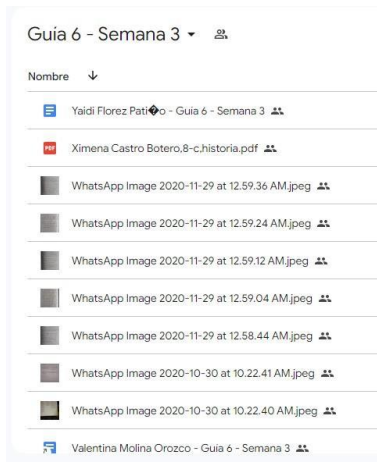 Guía 6 - Semana 3
Nombre
Yaidi Florez Pati�o - Guia 6 - Semana 3
Ximena Castro Botero,8-c,historia.pdf
WhatsApp Image 2020-11-29 at 12.59.36 AM.jpeg
WhatsApp Image 2020-11-29 at 12.59.24 AM.jpeg
WhatsApp Image 2020-11-29 at 12.59.12 AM.jpeg
WhatsApp Image 2020-11-29 at 12.59.04 AM.jpeg
WhatsApp Image 2020-11-29 at 12.58.44 AM.jpeg
WhatsApp Image 2020-10-30 at 10.22.41 AM.jpeg
WhatsApp Image 2020-10-30 at 10.22.40 AM.jpeg
Valentina Molina Orozco - Guia 6 - Semana 3